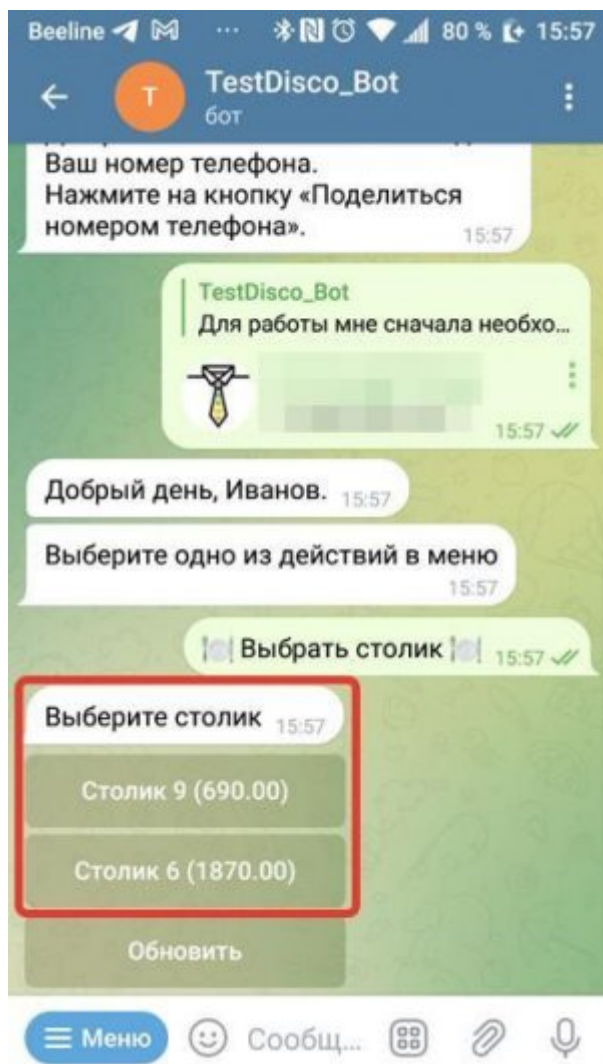 Beeline ... 80 % 15:57
T TestDisco_Bot
бот
Ваш номер телефона.
Нажмите на кнопку «Поделиться
номером телефона». 15:57
TestDisco_Bot
Для работы мне сначала необхо...
15:57
Добрый день, Иванов. 15:57
Выберите одно из действий в меню
15:57
Выбрать столик 15:57
Выберите столик 15:57
Столик 9 (690.00)
Столик 6 (1870.00)
Обновить
Меню Сообщ...